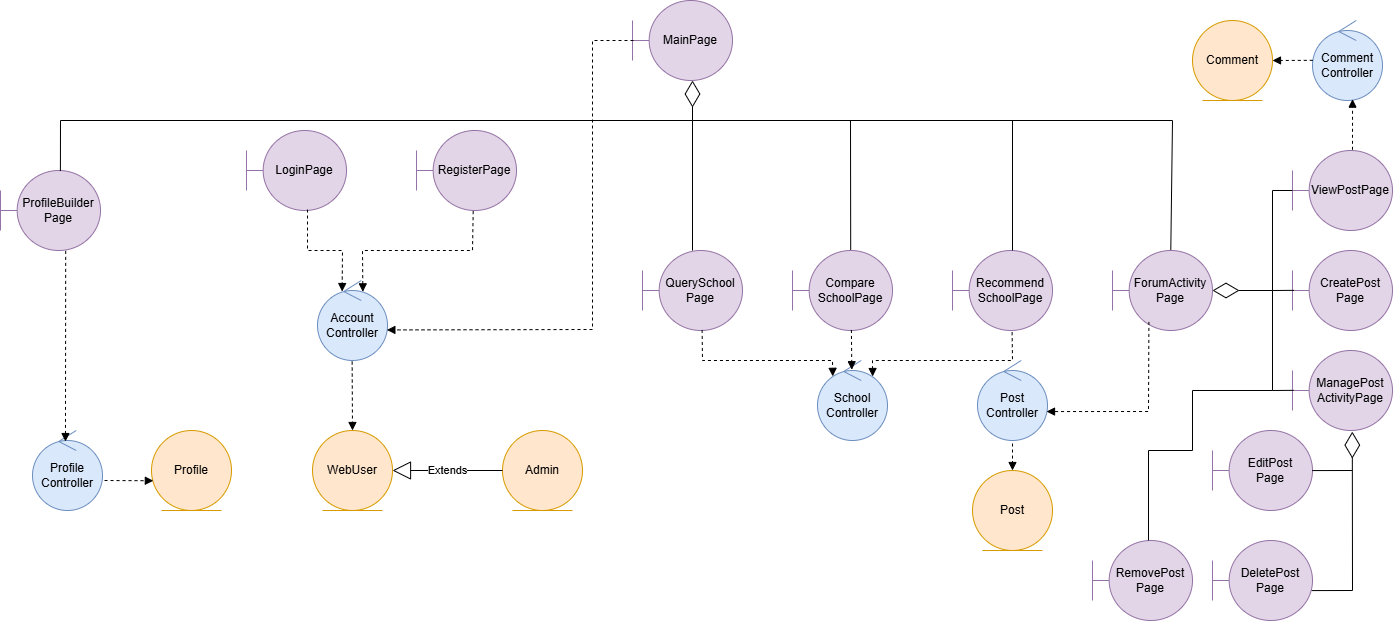 MainPage
Comment
Comment
Controller
LoginPage
RegisterPage
ProfileBuilder
Page
ViewPostPage
QuerySchool
Page
Compare
SchoolPage
Recommend
SchoolPage
ForumActivity
Page
CreatePost
Page
Account
Controller
School
Controller
Post
Controller
ManagePost
ActivityPage
Profile
Controller
Profile
WebUser
Extends
Admin
Post
EditPost
Page
RemovePost
Page
DeletePost
Page